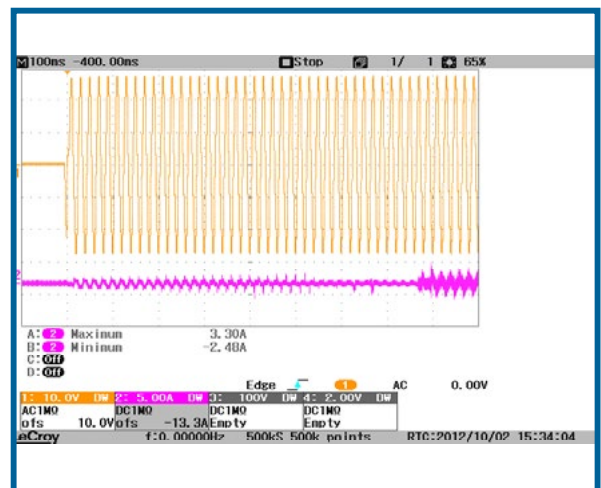 M 100ms -400.00ms Stop 1/ 1 65%
1
2
A: 2 Maximum 3.30A
B: 2 Minimum -2.40A
C: Off
D: Off
Edge 1 AC 0.00V
1: 10.0V DW 2: 5.00A DW 3: 100V DW 4: 2.00V DW
AC1MΩ DC1MΩ DC1MΩ DC1MΩ
ofs 10.0V ofs -13.3A Empty Empty
eCroy f:0.00000Hz 500kS 500k points RTC:2012/10/02 15:34:04